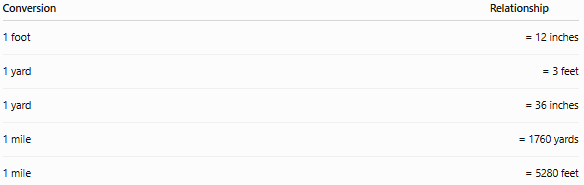 Conversion Relationship
1 foot = 12 inches
1 yard = 3 feet
1 yard = 36 inches
1 mile = 1760 yards
1 mile = 5280 feet